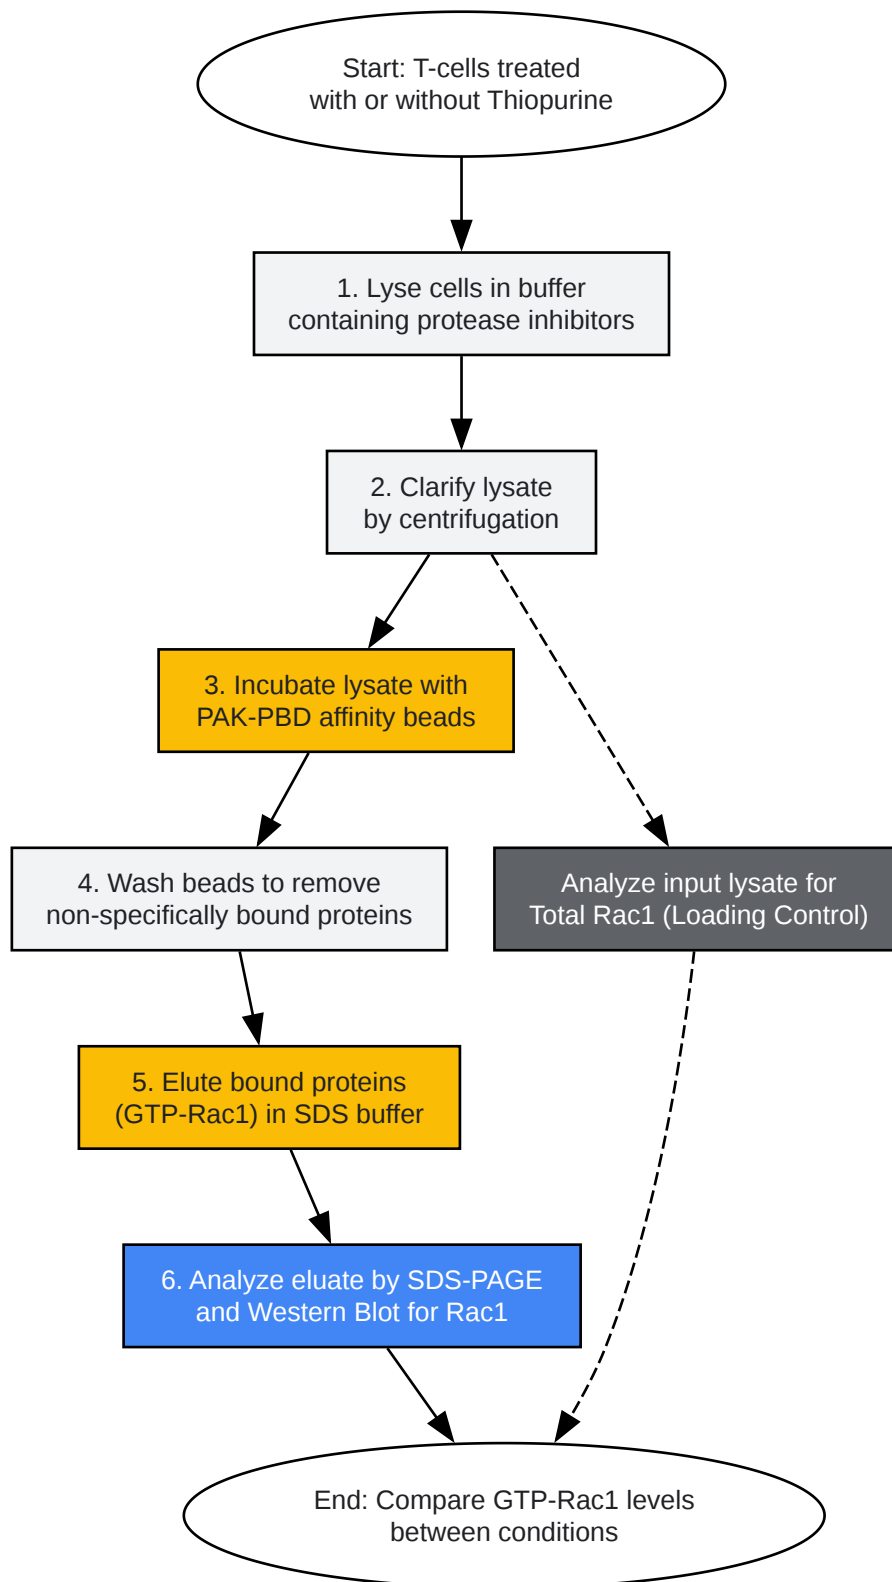 Start: T-cells treated
with or without Thiopurine
1. Lyse cells in buffer
containing protease inhibitors
2. Clarify lysate
by centrifugation
3. Incubate lysate with
PAK-PBD affinity beads
4. Wash beads to remove
non-specifically bound proteins
Analyze input lysate for
Total Rac1 (Loading Control)
5. Elute bound proteins
(GTP-Rac1) in SDS buffer
6. Analyze eluate by SDS-PAGE
and Western Blot for Rac1
End: Compare GTP-Rac1 levels
between conditions